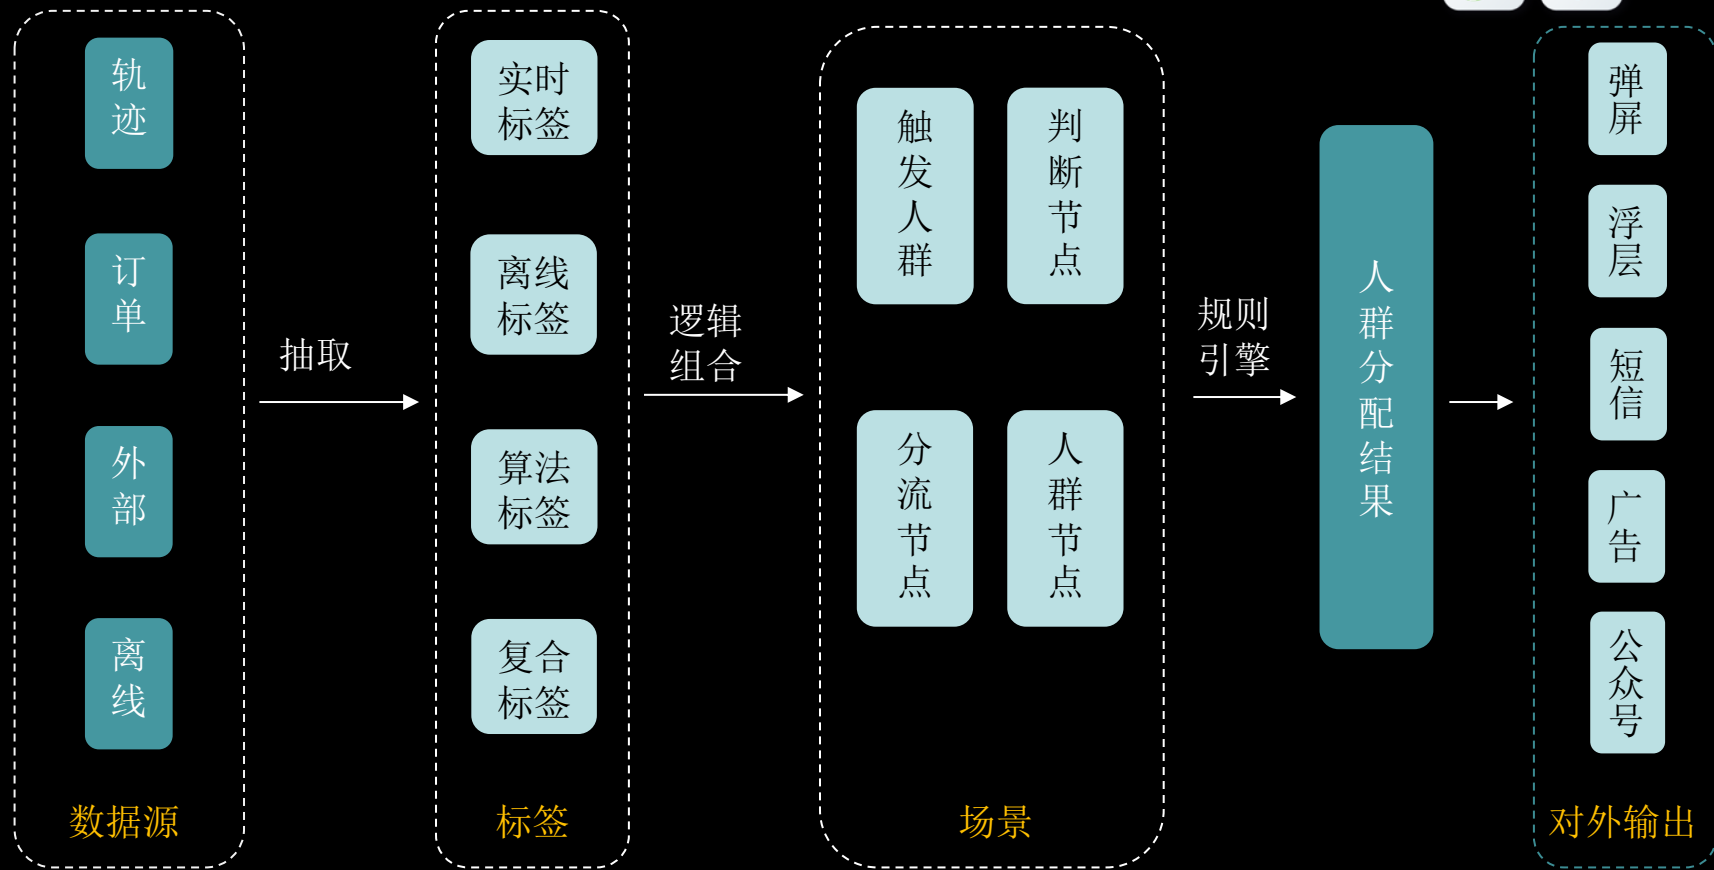 轨
迹
订
单
外
部
离
线
数据源
抽取
实时
标签
离线
标签
算法
标签
复合
标签
标签
逻辑
组合
触
发
人
群
判
断
节
点
分
流
节
点
人
群
节
点
场景
规则
引擎
人
群
分
配
结
果
弹
屏
浮
层
短
信
广
告
公
众
号
对外输出